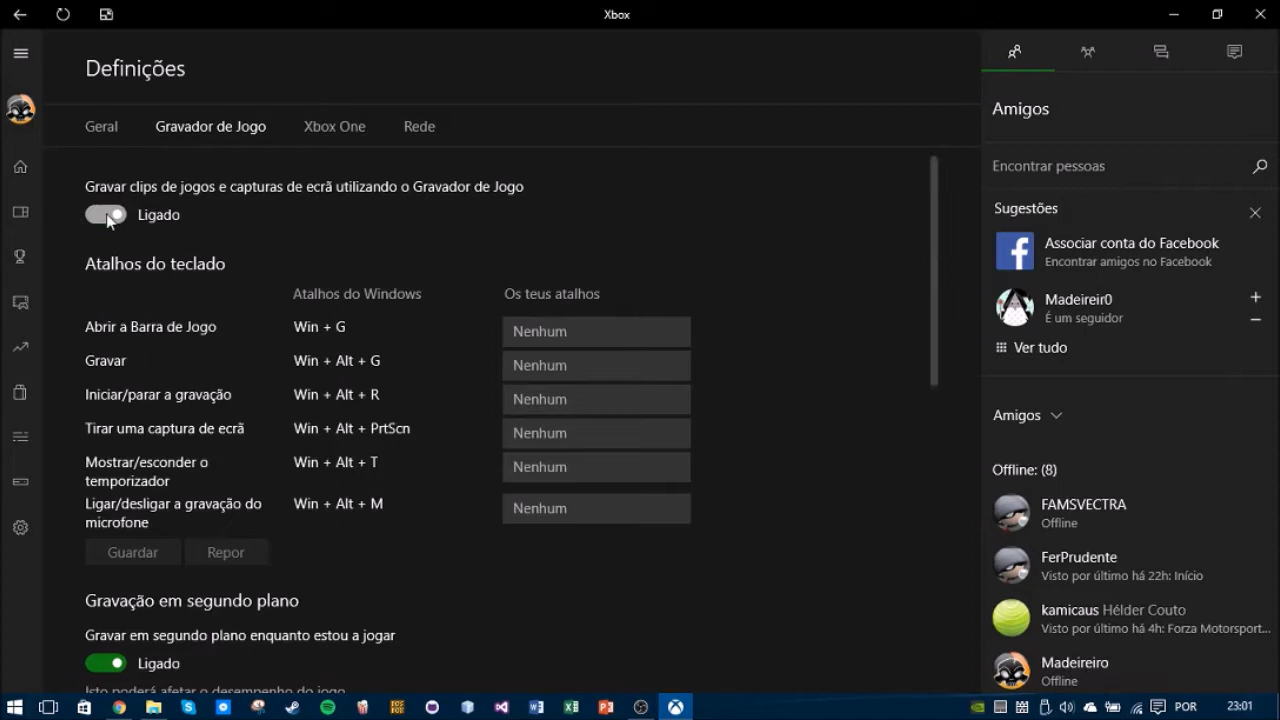 Xbox
Definições
Geral
Gravador de Jogo
Xbox One
Rede
Gravar clips de jogos e capturas de ecrã utilizando o Gravador de Jogo
Ligado
Atalhos do teclado
Atalhos do Windows
Os teus atalhos
Abrir a Barra de Jogo
Win + G
Nenhum
Gravar
Win + Alt + G
Nenhum
Iniciar/parar a gravação
Win + Alt + R
Nenhum
Tirar uma captura de ecrã
Win + Alt + PrtScn
Nenhum
Mostrar/esconder o
temporizador
Win + Alt + T
Nenhum
Ligar/desligar a gravação do
microfone
Win + Alt + M
Nenhum
Guardar
Repor
Gravação em segundo plano
Gravar em segundo plano enquanto estou a jogar
Ligado
Isto poderá afetar o desempenho do jogo
Amigos
Encontrar pessoas
Sugestões
Associar conta do Facebook
Encontrar amigos no Facebook
Madeireir0
É um seguidor
Ver tudo
Amigos
Offline: (8)
FAMSVECTRA
Offline
FerPrudente
Visto por último há 22h: Início
kamicaus Hélder Couto
Visto por último há 4h: Forza Motorsport...
Madeireiro
Offline
POR
23:01